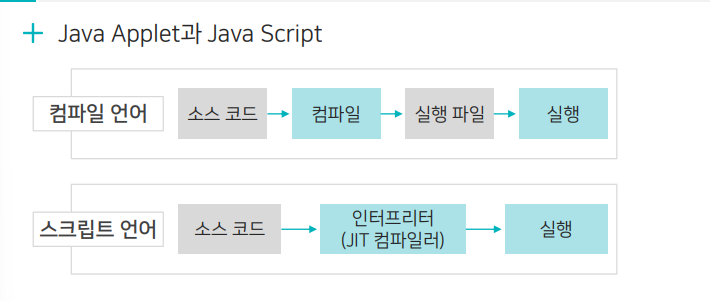 + Java Applet과 Java Script
컴파일 언어
소스 코드
컴파일
실행 파일
실행
스크립트 언어
소스 코드
인터프리터
(JIT 컴파일러)
실행